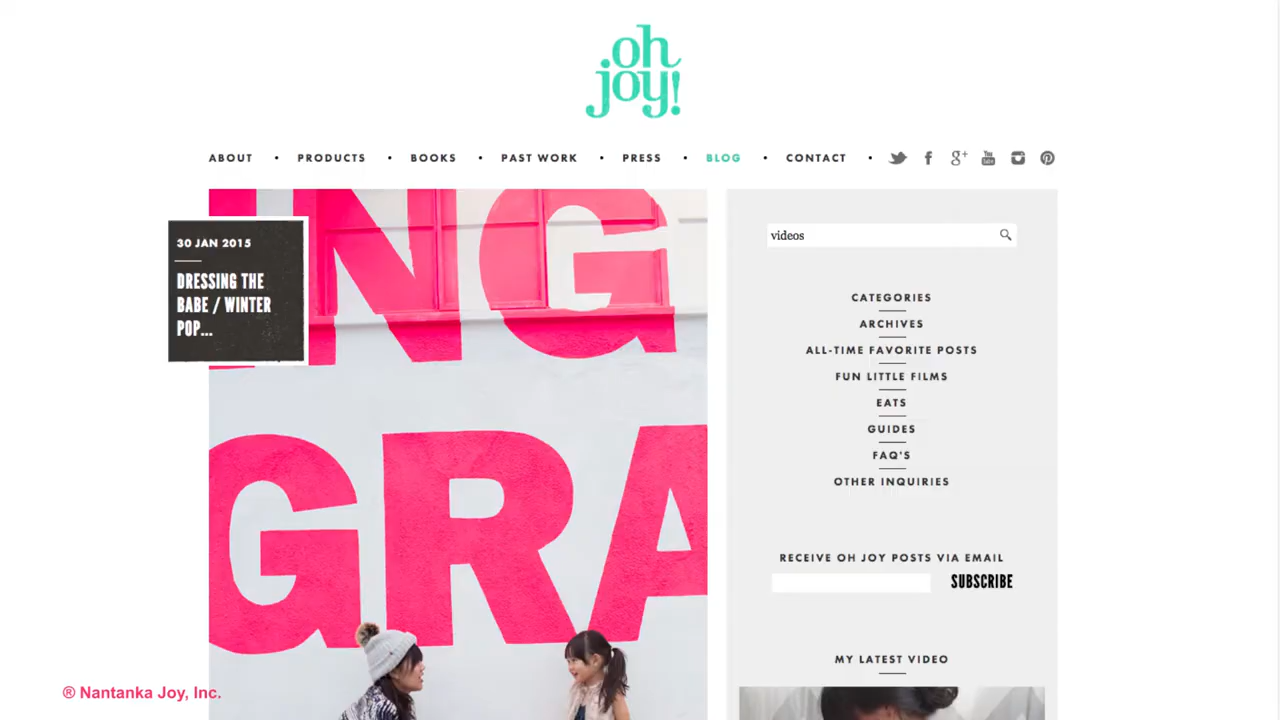 oh
joy!
ABOUT • PRODUCTS • BOOKS • PAST WORK • PRESS • BLOG • CONTACT •
30 JAN 2015
DRESSING THE
BABE / WINTER
POP...
NG
GRA
videos
CATEGORIES
ARCHIVES
ALL-TIME FAVORITE POSTS
FUN LITTLE FILMS
EATS
GUIDES
FAQ'S
OTHER INQUIRIES
RECEIVE OH JOY POSTS VIA EMAIL
SUBSCRIBE
MY LATEST VIDEO
® Nantanka Joy, Inc.